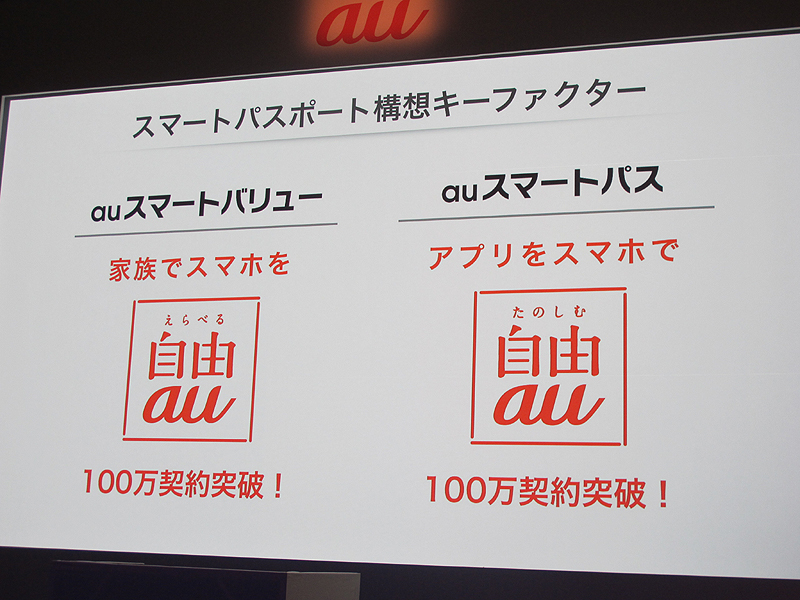 au
スマートパスポート構想キーファクター
auスマートバリュー
家族でスマホを
えらべる
自由
au
100万契約突破！
auスマートパス
アプリをスマホで
たのしむ
自由
au
100万契約突破！